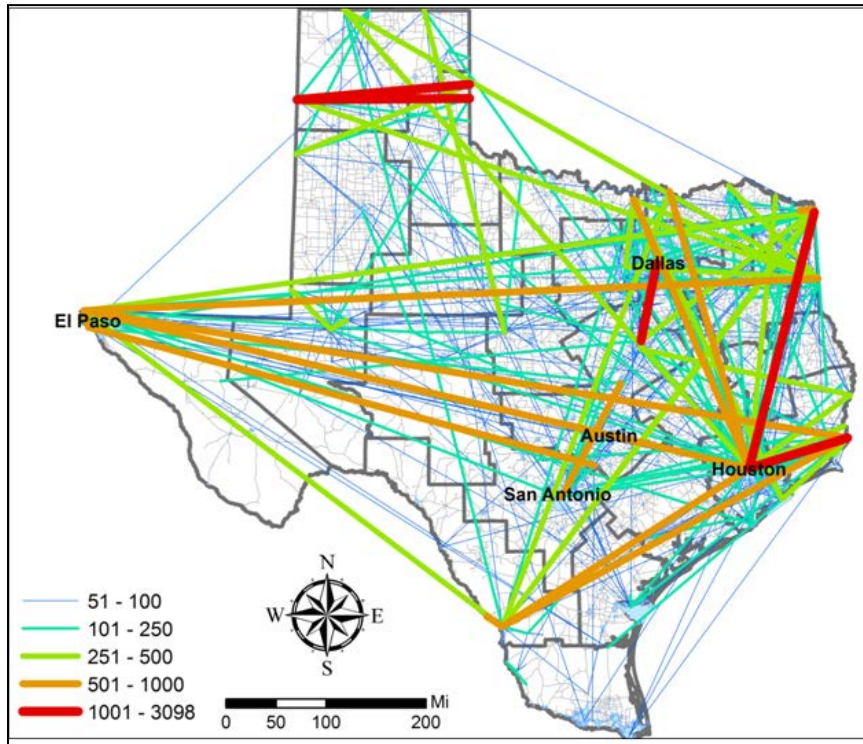 Dallas
El Paso
Austin
Houston
San Antonio
N
W E
S
51 - 100
101 - 250
251 - 500
501 - 1000
1001 - 3098
Mi
0 50 100 200